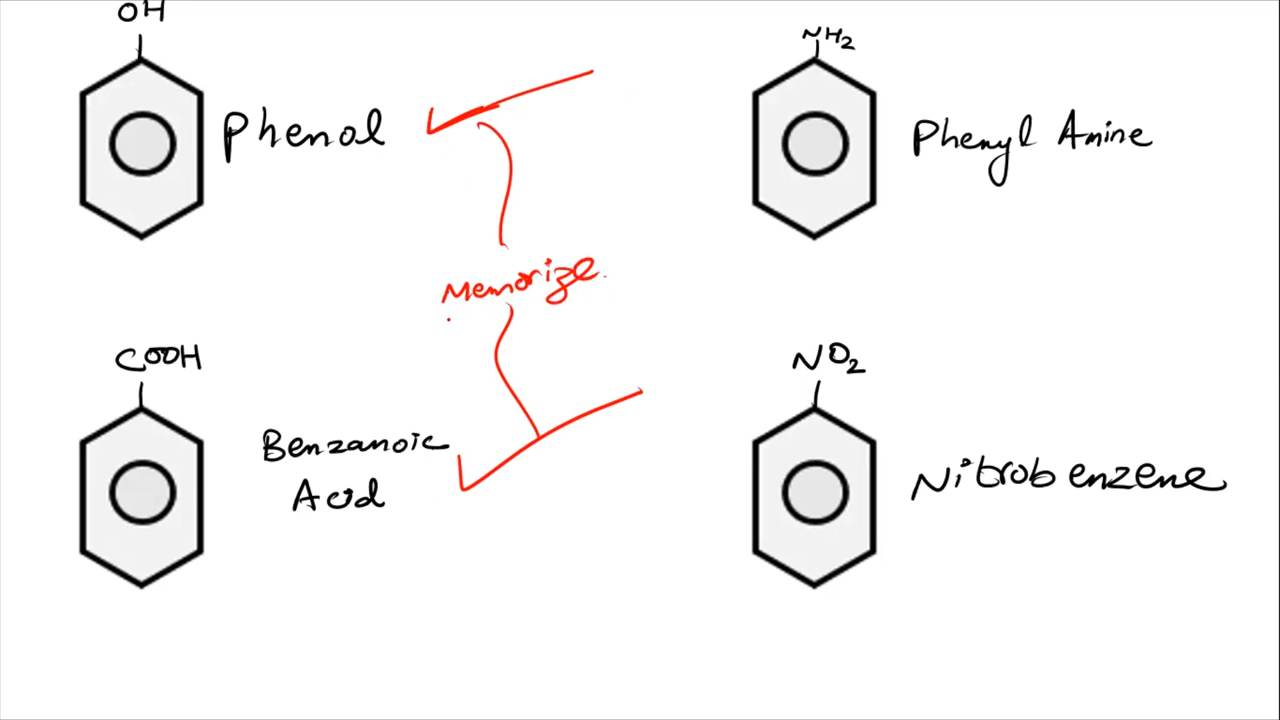 OH
Phenol
NH2
Phenyl Amine
Memorize
COOH
Benzanoic
Acid
NO2
Nitrobenzene